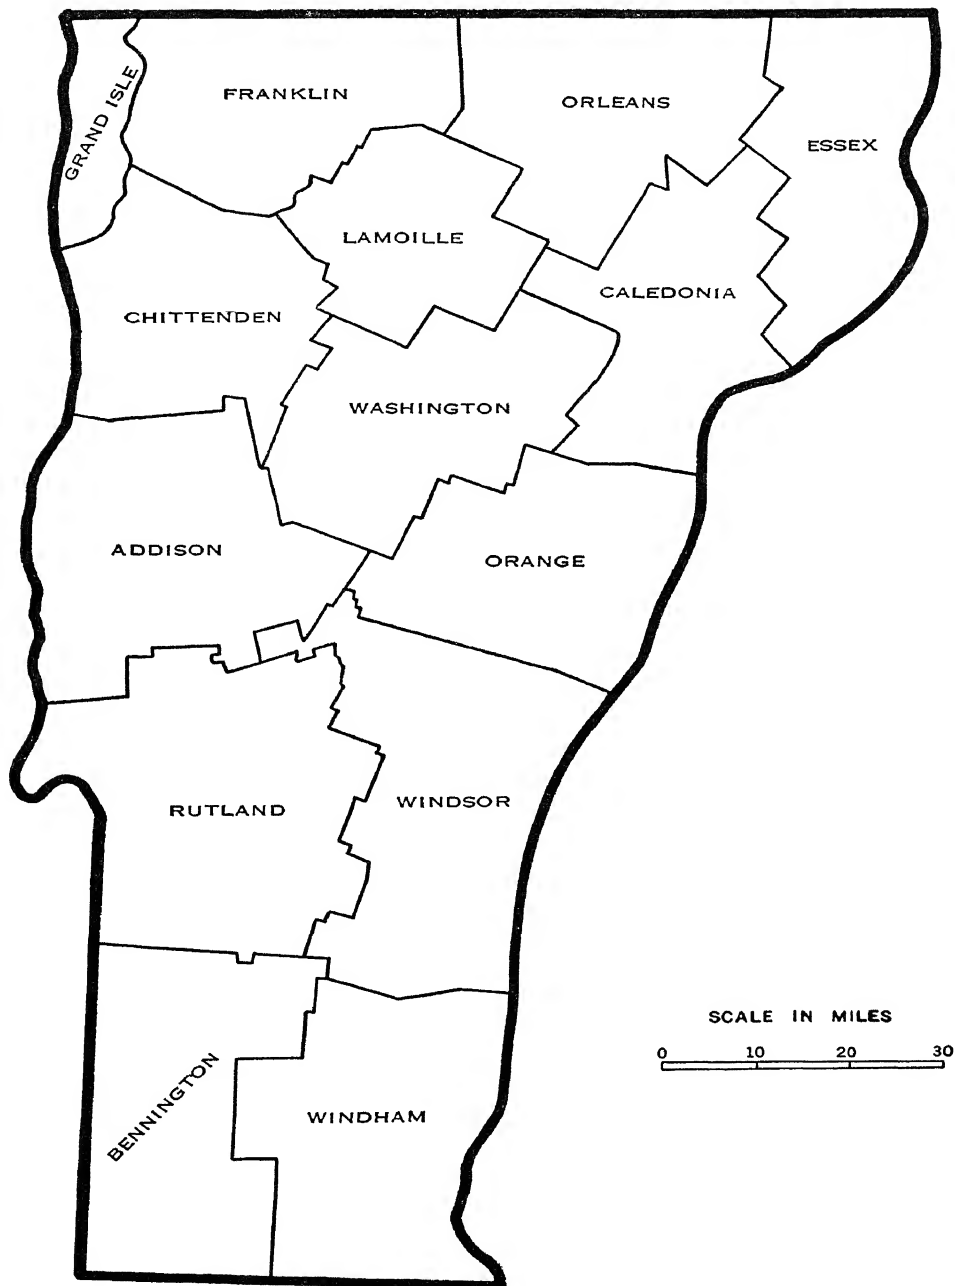 GRAND ISLE
FRANKLIN
ORLEANS
ESSEX
LAMOILLE
CALEDONIA
CHITTENDEN
WASHINGTON
ADDISON
ORANGE
RUTLAND
WINDSOR
SCALE IN MILES
0 10 20 30
BENNINGTON
WINDHAM